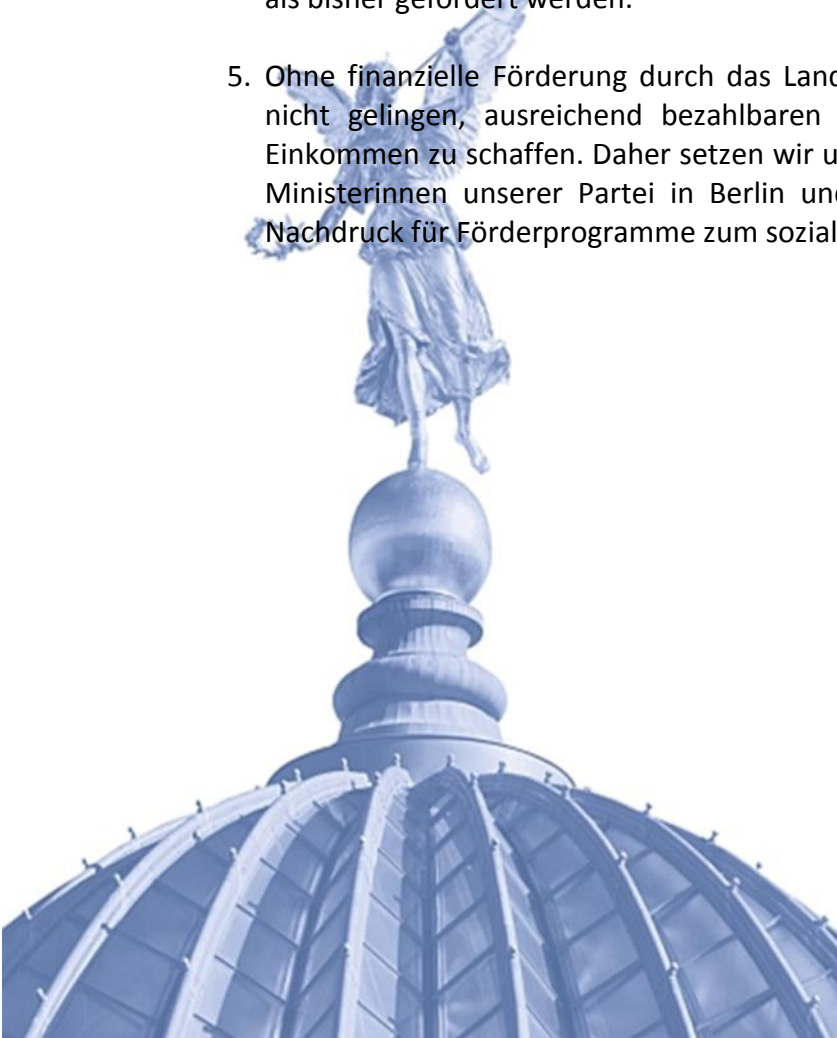 als bisher gefördert werden.
5. Ohne finanzielle Förderung durch das Land
nicht gelingen, ausreichend bezahlbaren
Einkommen zu schaffen. Daher setzen wir u
Ministerinnen unserer Partei in Berlin und
Nachdruck für Förderprogramme zum sozial